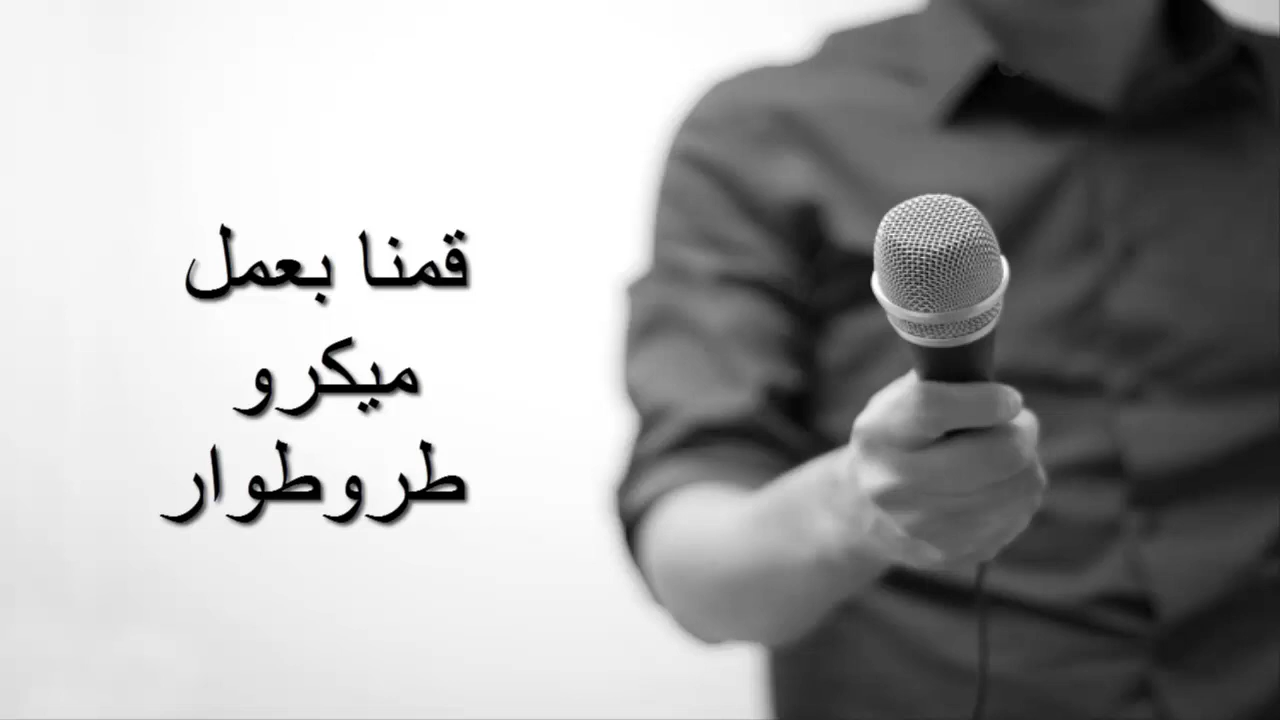 قمنا بعمل
ميكرو
طروطوار